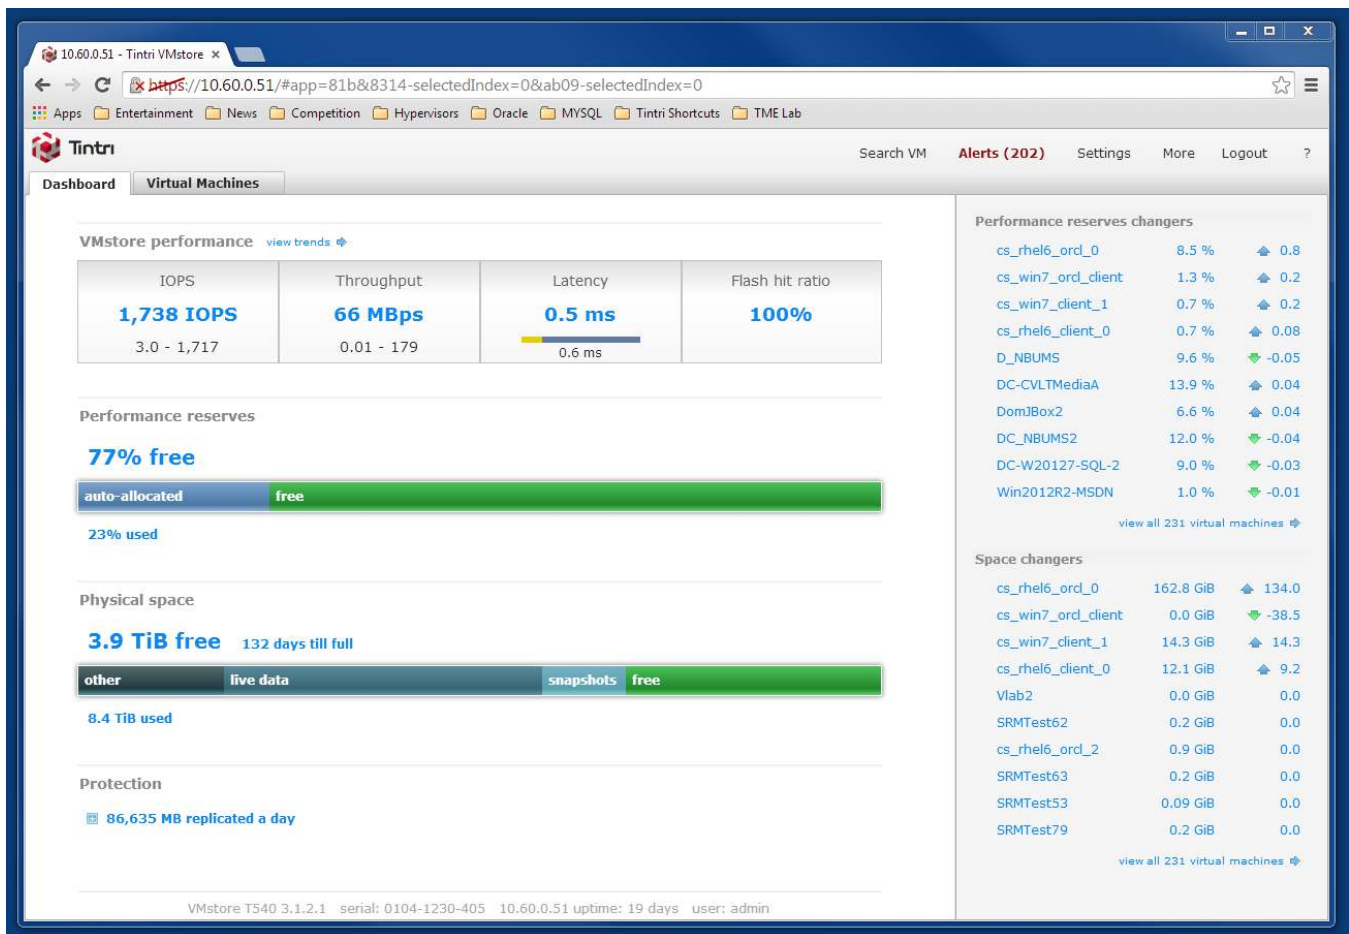 10.60.0.51 - Tintri VMstore ×
https://10.60.0.51/#app=81b&8314-selectedIndex=0&ab09-selectedIndex=0
Apps Entertainment News Competition Hypervisors Oracle MYSQL Tintri Shortcuts TME Lab
Tintri
Search VM Alerts (202) Settings More Logout ?
Dashboard Virtual Machines
VMstore performance view trends
IOPS Throughput Latency Flash hit ratio
1,738 IOPS 66 MBps 0.5 ms 100%
3.0 - 1,717 0.01 - 179 0.6 ms
Performance reserves
77% free
auto-allocated free
23% used
Physical space
3.9 TiB free 132 days till full
other live data snapshots free
8.4 TiB used
Protection
86,635 MB replicated a day
Performance reserves changers
cs_rhel6_orcl_0 8.5 % 0.8
cs_win7_orcl_client 1.3 % 0.2
cs_win7_client_1 0.7 % 0.2
cs_rhel6_client_0 0.7 % 0.08
D_NBUMS 9.6 % -0.05
DC-CVLTMediaA 13.9 % 0.04
DomJBox2 6.6 % 0.04
DC_NBUMS2 12.0 % -0.04
DC-W20127-SQL-2 9.0 % -0.03
Win2012R2-MSDN 1.0 % -0.01
view all 231 virtual machines
Space changers
cs_rhel6_orcl_0 162.8 GiB 134.0
cs_win7_orcl_client 0.0 GiB -38.5
cs_win7_client_1 14.3 GiB 14.3
cs_rhel6_client_0 12.1 GiB 9.2
Vlab2 0.0 GiB 0.0
SRMTest62 0.2 GiB 0.0
cs_rhel6_orcl_2 0.9 GiB 0.0
SRMTest63 0.2 GiB 0.0
SRMTest53 0.09 GiB 0.0
SRMTest79 0.2 GiB 0.0
view all 231 virtual machines
VMstore T540 3.1.2.1 serial: 0104-1230-405 10.60.0.51 uptime: 19 days user: admin